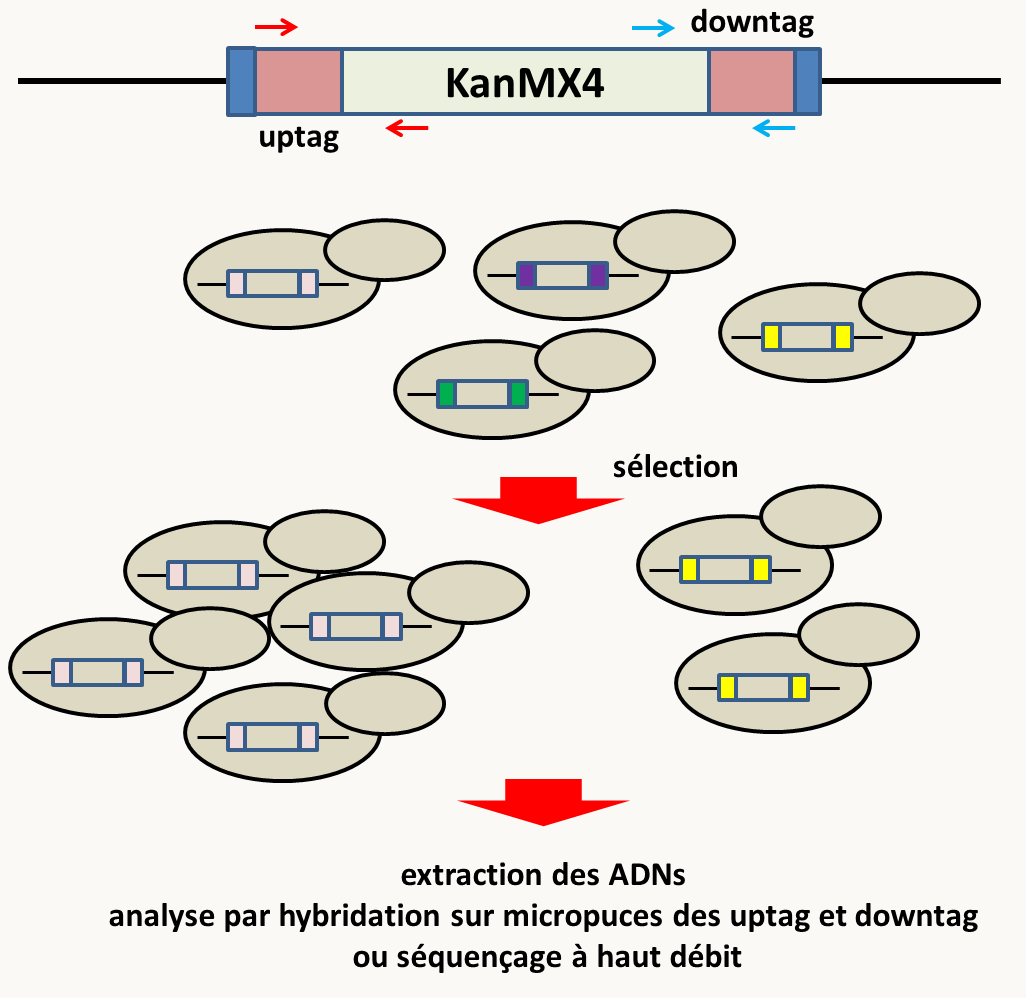 downtag
KanMX4
uptag
sélection
extraction des ADNs
analyse par hybridation sur micropuces des uptag et downtag
ou séquençage à haut débit